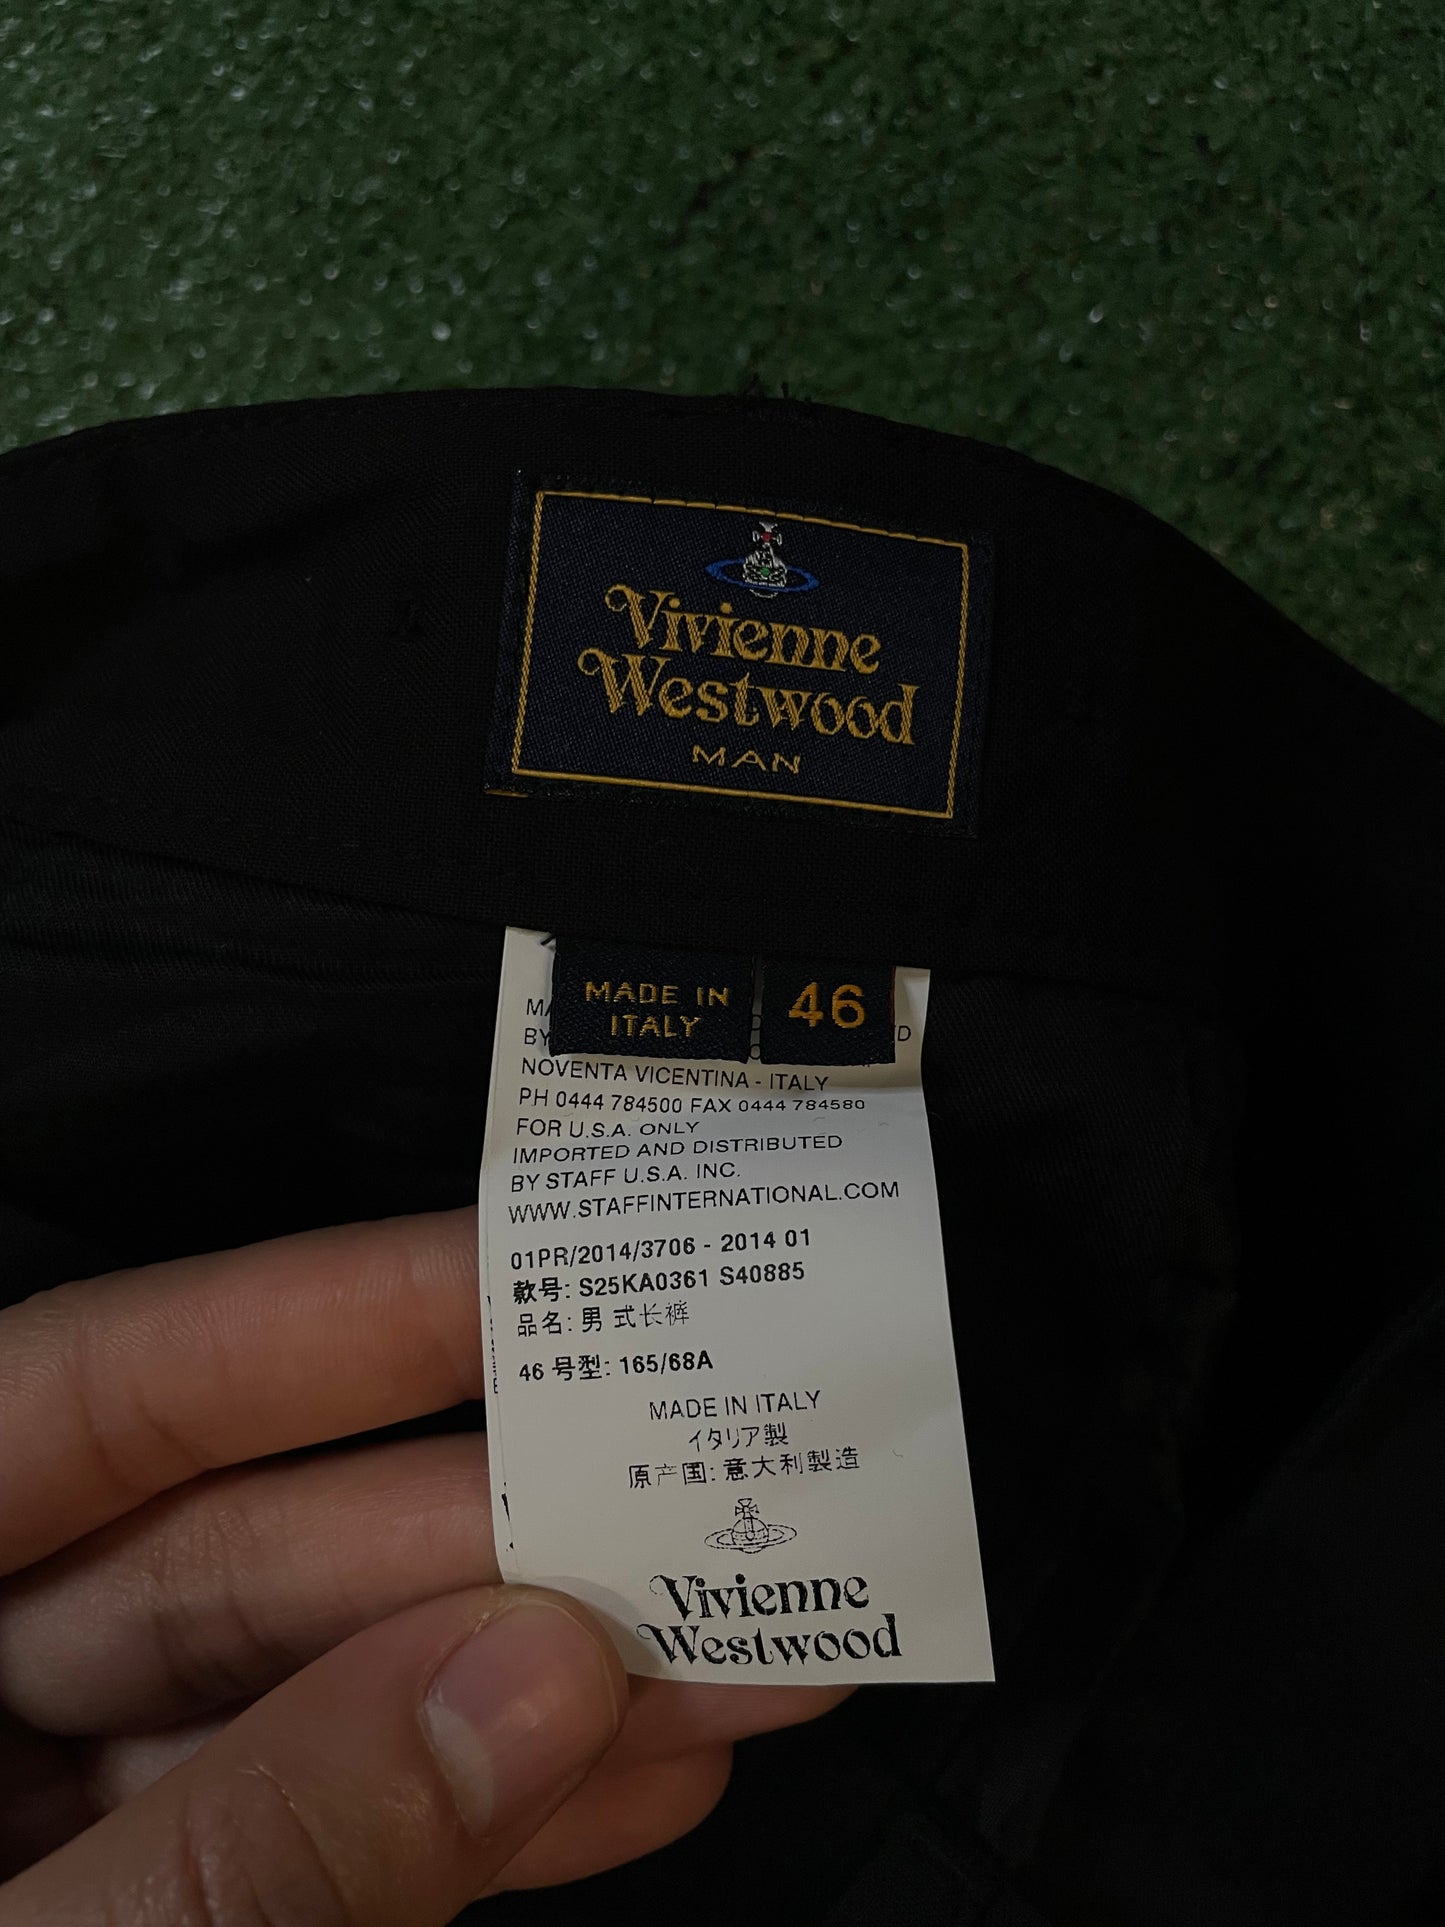 Vivienne
Westwood
MAN
MADE IN
ITALY
46
BY
NOVENTA VICENTINA - ITALY
PH 0444 784500 FAX 0444 784580
FOR U.S.A. ONLY
IMPORTED AND DISTRIBUTED
BY STAFF U.S.A. INC.
WWW.STAFFINTERNATIONAL.COM
01PR/2014/3706 - 2014 01
款号: S25KA0361 S40885
品名: 男 式长裤
46 号型: 165/68A
MADE IN ITALY
イタリア製
原产国: 意大利製造
Vivienne
Westwood